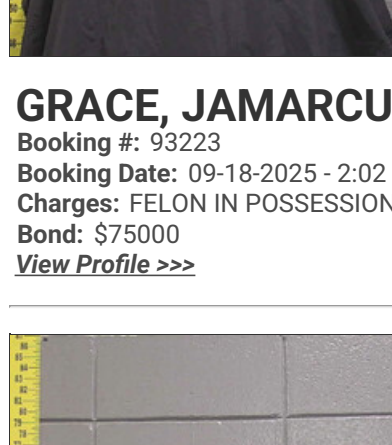 GRACE, JAMARCU
Booking #: 93223
Booking Date: 09-18-2025 - 2:02
Charges: FELON IN POSSESSION
Bond: $75000
View Profile >>>